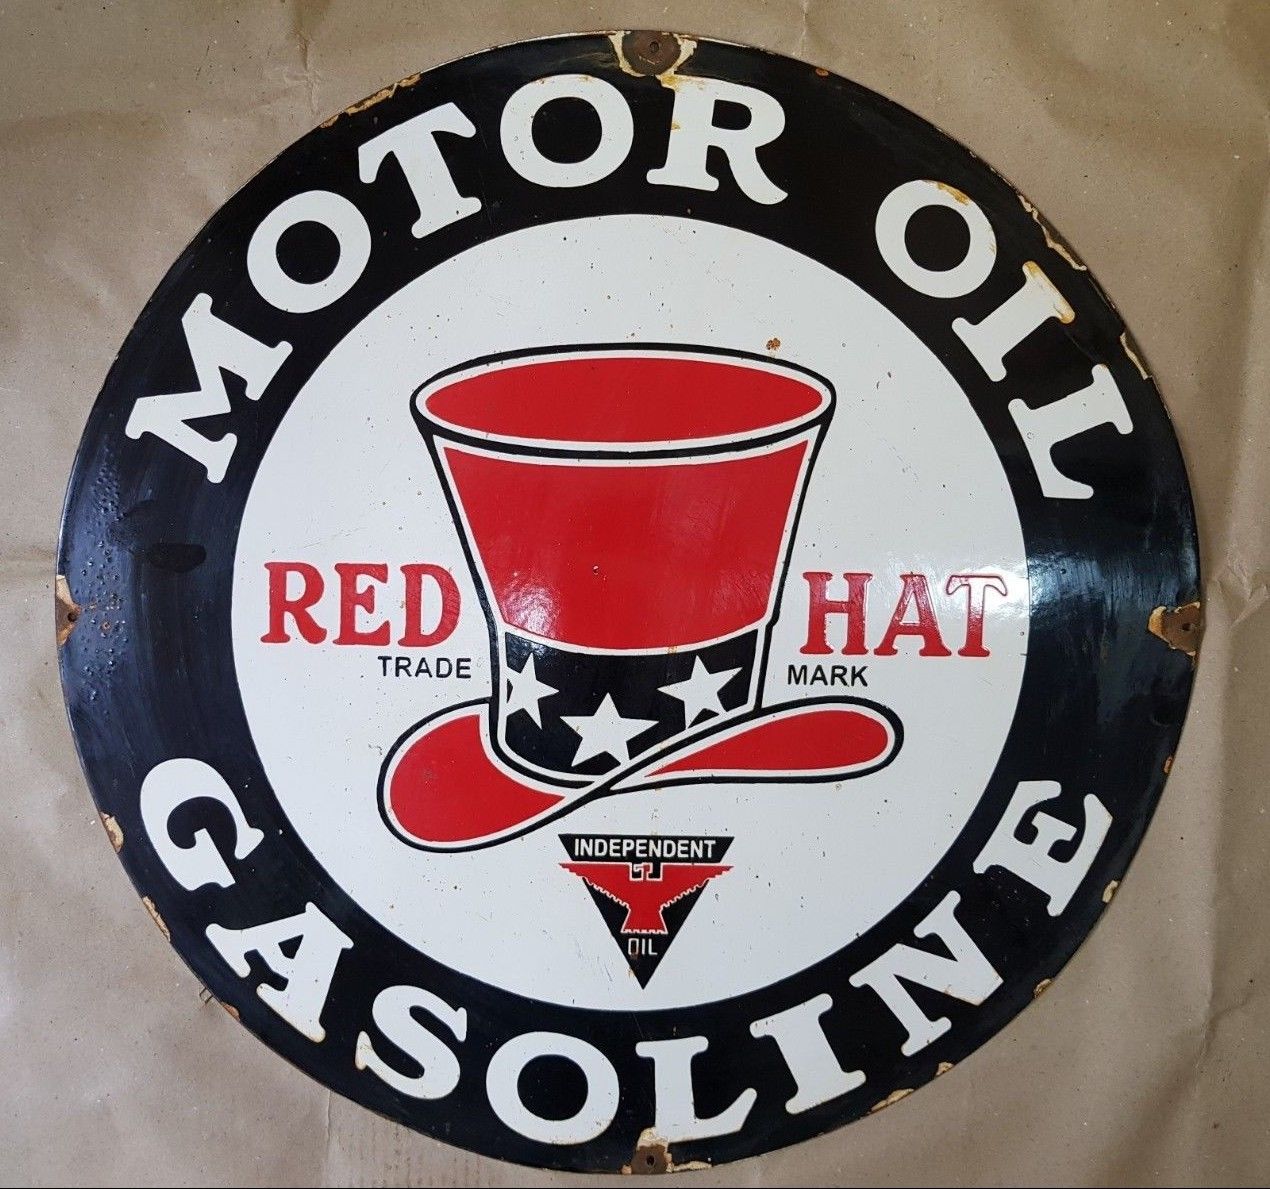 MOTOR OIL
RED HAT
TRADE MARK
INDEPENDENT
OIL
GASOLINE